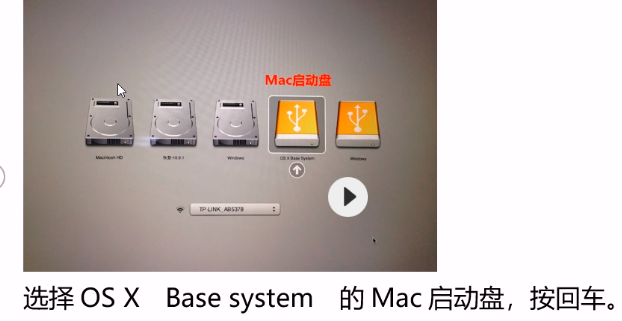 Mac启动盘
Macintosh HD
Windows
OS X Base System
Windows
TP-LINK_AB5378
选择 OS X Base system 的 Mac 启动盘，按回车。